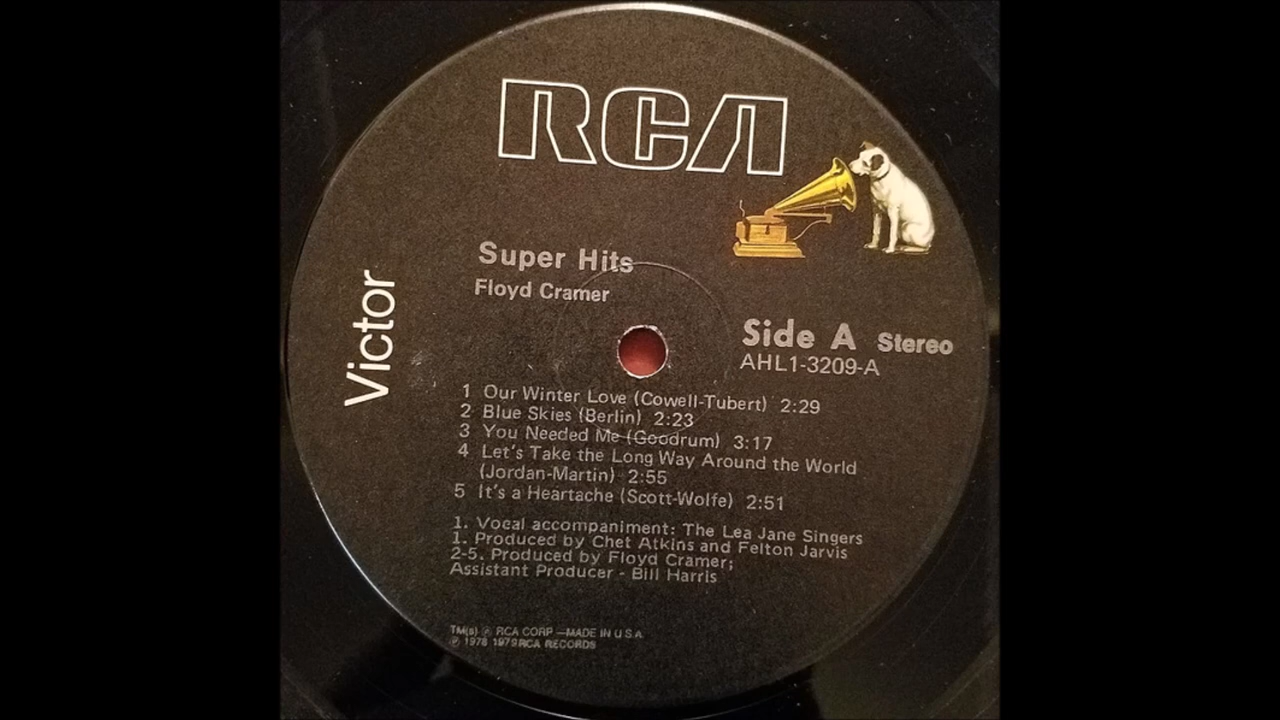 RCA
Victor
Super Hits
Floyd Cramer
Side A Stereo
AHL1-3209-A
1 Our Winter Love (Cowell-Tubert) 2:29
2 Blue Skies (Berlin) 2:23
3 You Needed Me (Goodrum) 3:17
4 Let's Take the Long Way Around the World
(Jordan-Martin) 2:55
5 It's a Heartache (Scott-Wolfe) 2:51
1. Vocal accompaniment: The Lea Jane Singers
1. Produced by Chet Atkins and Felton Jarvis
2-5. Produced by Floyd Cramer;
Assistant Producer - Bill Harris
TM(s) ® RCA CORP.—MADE IN U.S.A.
℗ 1978 1979 RCA RECORDS